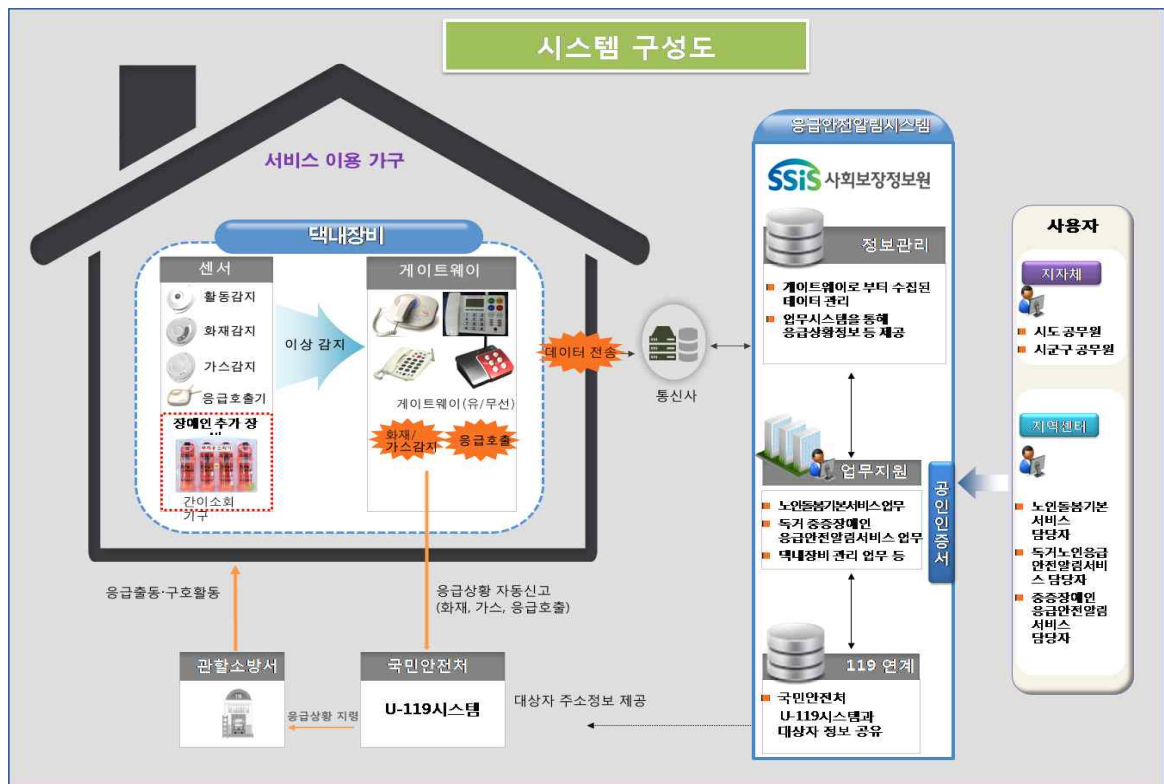 시스템 구성도
서비스 이용 가구
댁내장비
센서
활동감지
화재감지
가스감지
응급호출기
장애인 추가 장
간이소화
기구
이상 감지
게이트웨이
게이트웨이(유/무선)
화재/
가스감지
응급호출
데이터 전송
통신사
응급출동·구호활동
응급상황 자동신고
(화재, 가스, 응급호출)
관할소방서
응급상황 지령
국민안전처
U-119시스템
대상자 주소정보 제공
응급안전알림시스템
SSiS 사회보장정보원
정보관리
게이트웨이로 부터 수집된
데이터 관리
업무시스템을 통해
응급상황정보 등 제공
업무지원
노인돌봄기본서비스업무
독거 중증장애인
응급안전알림서비스 업무
댁내장비 관리 업무 등
119 연계
국민안전처
U-119시스템과
대상자 정보 공유
공인인증서
사용자
지자체
시도 공무원
시군구 공무원
지역센터
노인돌봄기본
서비스
담당자
독거노인응급
안전알림서비
스 담당자
중증장애인
응급안전알림
서비스
담당자